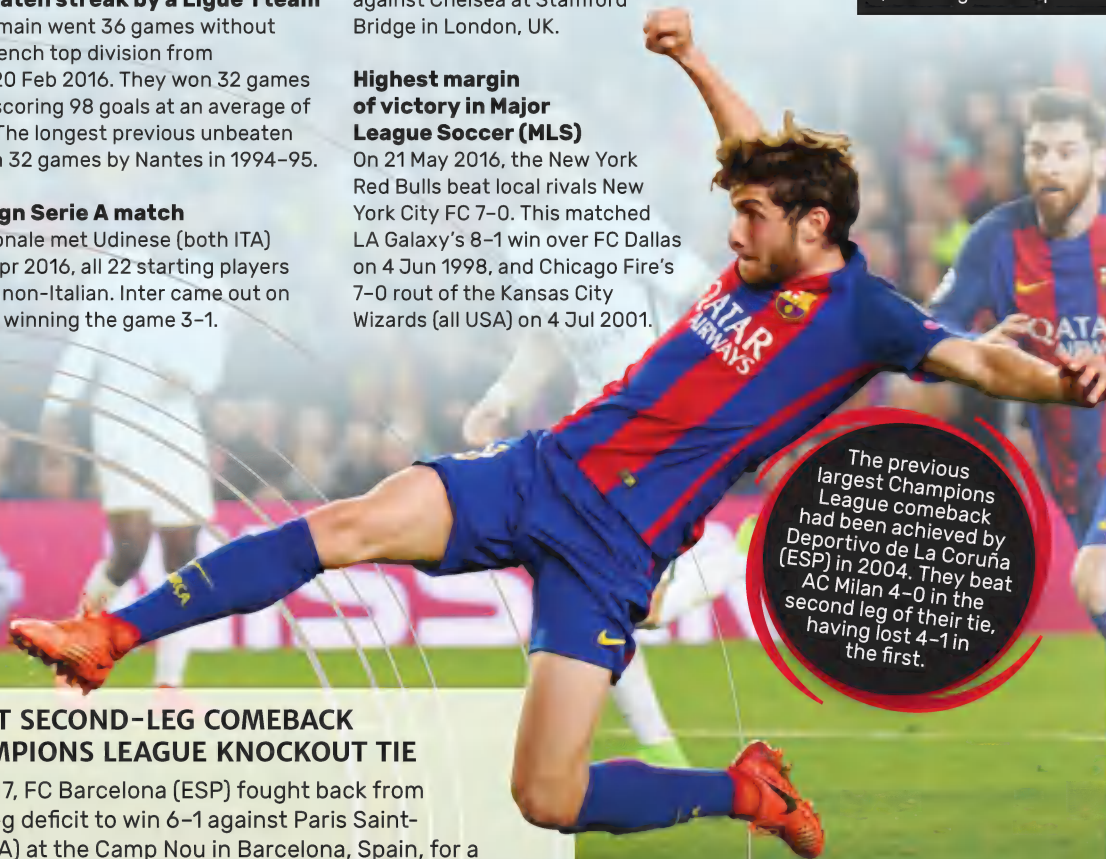 aten streak by a Ligue 1 team
main went 36 games without
ench top division from
20 Feb 2016. They won 32 games
scoring 98 goals at an average of
The longest previous unbeaten
32 games by Nantes in 1994–95.
gn Serie A match
onale met Udinese (both ITA)
pr 2016, all 22 starting players
non-Italian. Inter came out on
winning the game 3–1.
against Chelsea at Stamford
Bridge in London, UK.
Highest margin
of victory in Major
League Soccer (MLS)
On 21 May 2016, the New York
Red Bulls beat local rivals New
York City FC 7–0. This matched
LA Galaxy's 8–1 win over FC Dallas
on 4 Jun 1998, and Chicago Fire's
7–0 rout of the Kansas City
Wizards (all USA) on 4 Jul 2001.
QATAR
AIRWAYS
QATA
The previous
largest Champions
League comeback
had been achieved by
Deportivo de La Coruña
(ESP) in 2004. They beat
AC Milan 4–0 in the
second leg of their tie,
having lost 4–1 in
the first.
T SECOND-LEG COMEBACK
MPIONS LEAGUE KNOCKOUT TIE
7, FC Barcelona (ESP) fought back from
g deficit to win 6–1 against Paris Saint-
A) at the Camp Nou in Barcelona, Spain, for a